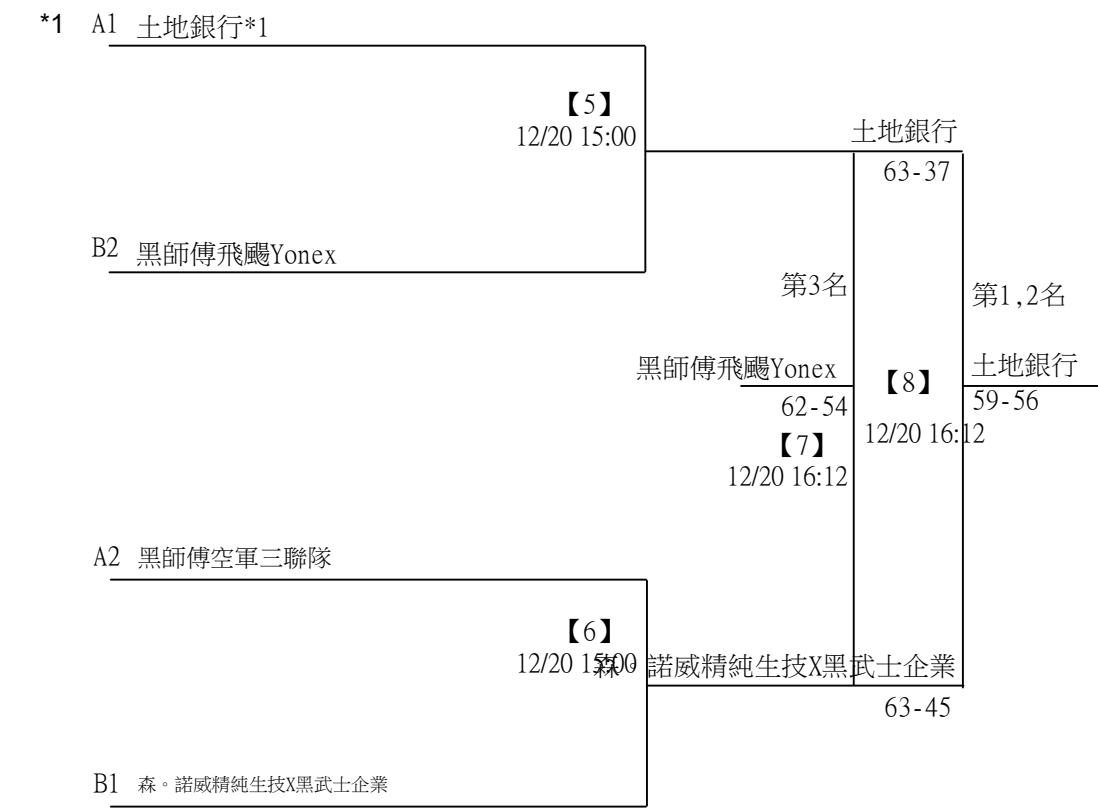 *1 A1 土地銀行*1
【5】
12/20 15:00
土地銀行
63-37
B2 黑師傅飛颺Yonex
第3名
第1,2名
黑師傅飛颺Yonex
62-54
【7】
12/20 16:12
【8】
12/20 16:12
土地銀行
59-56
A2 黑師傅空軍三聯隊
【6】
12/20 15:00
森。諾威精純生技X黑武士企業
63-45
B1 森。諾威精純生技X黑武士企業